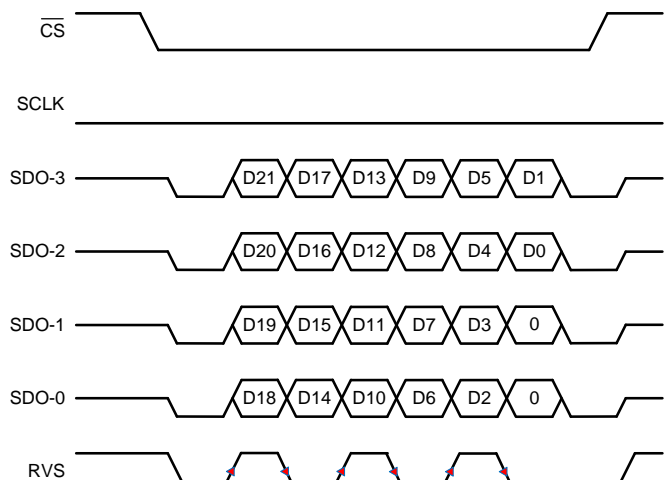 CS
SCLK
SDO-3 D21 D17 D13 D9 D5 D1
SDO-2 D20 D16 D12 D8 D4 D0
SDO-1 D19 D15 D11 D7 D3 0
SDO-0 D18 D14 D10 D6 D2 0
RVS